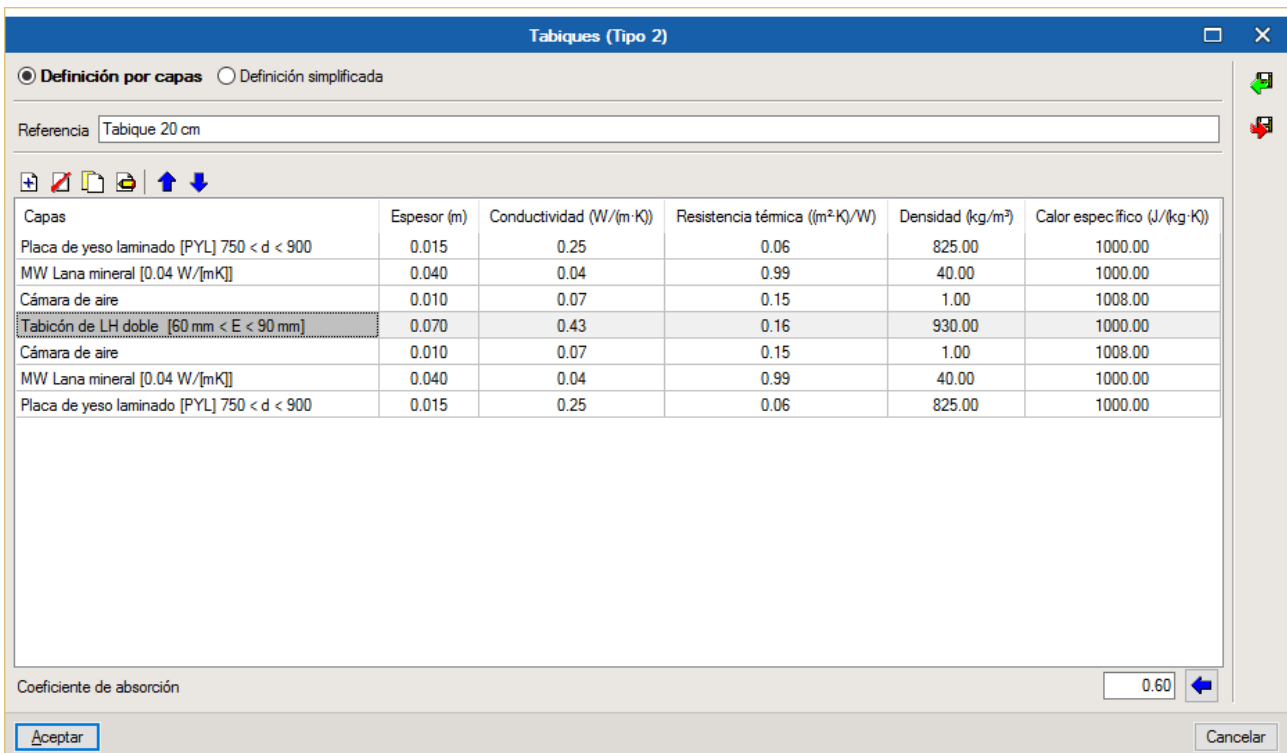 Tabiques (Tipo 2)
Definición por capas Definición simplificada
Referencia Tabique 20 cm
Capas Espesor (m) Conductividad (W/(m·K)) Resistencia térmica ((m²·K)/W) Densidad (kg/m³) Calor específico (J/(kg·K))
Placa de yeso laminado [PYL] 750 < d < 900 0.015 0.25 0.06 825.00 1000.00
MW Lana mineral [0.04 W/[mK]] 0.040 0.04 0.99 40.00 1000.00
Cámara de aire 0.010 0.07 0.15 1.00 1008.00
Tabicón de LH doble [60 mm < E < 90 mm] 0.070 0.43 0.16 930.00 1000.00
Cámara de aire 0.010 0.07 0.15 1.00 1008.00
MW Lana mineral [0.04 W/[mK]] 0.040 0.04 0.99 40.00 1000.00
Placa de yeso laminado [PYL] 750 < d < 900 0.015 0.25 0.06 825.00 1000.00
Coeficiente de absorción 0.60
Aceptar Cancelar